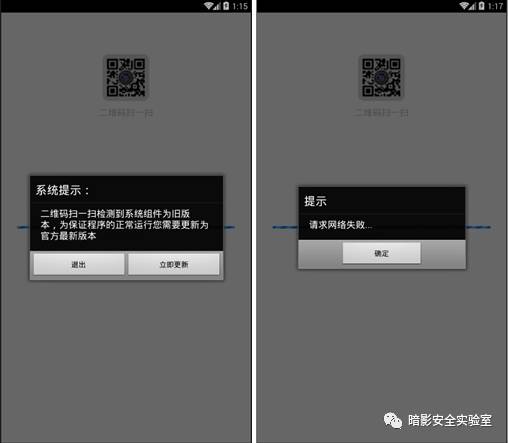 1:15
二维码扫一扫
系统提示：
二维码扫一扫检测到系统组件为旧版
本，为保证程序的正常运行您需要更新为
官方最新版本
退出
立即更新
1:17
二维码扫一扫
提示
请求网络失败...
确定
暗影安全实验室